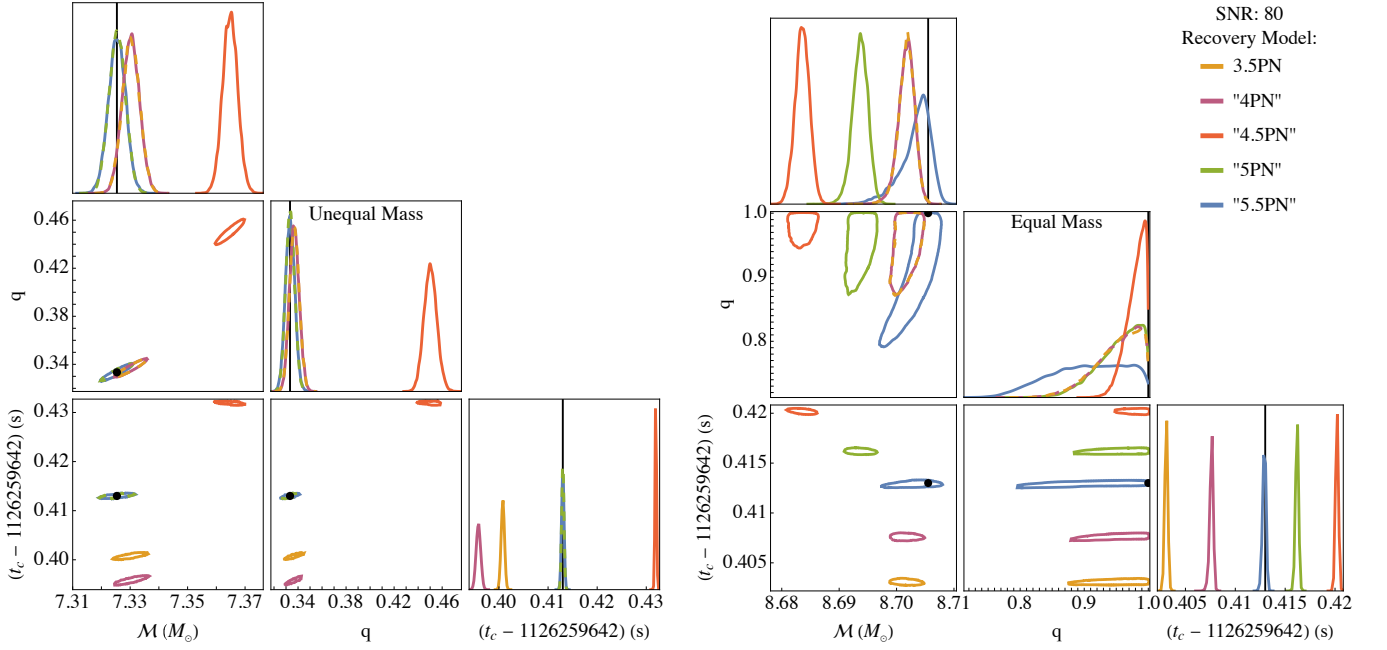 SNR: 80
Recovery Model:
3.5PN
"4PN"
"4.5PN"
"5PN"
"5.5PN"
Unequal Mass
0.46
0.42
0.38
0.34
q
0.43
0.42
0.41
0.40
(t_c − 1126259642) (s)
7.31 7.33 7.35 7.37
ℳ (M_⊙)
0.34 0.38 0.42 0.46
q
0.40 0.41 0.42 0.43
(t_c − 1126259642) (s)
Equal Mass
1.0
0.9
0.8
q
0.42
0.415
0.41
0.405
(t_c − 1126259642) (s)
8.68 8.69 8.70 8.71
ℳ (M_⊙)
0.8 0.9 1.0
q
0.405 0.41 0.415 0.42
(t_c − 1126259642) (s)